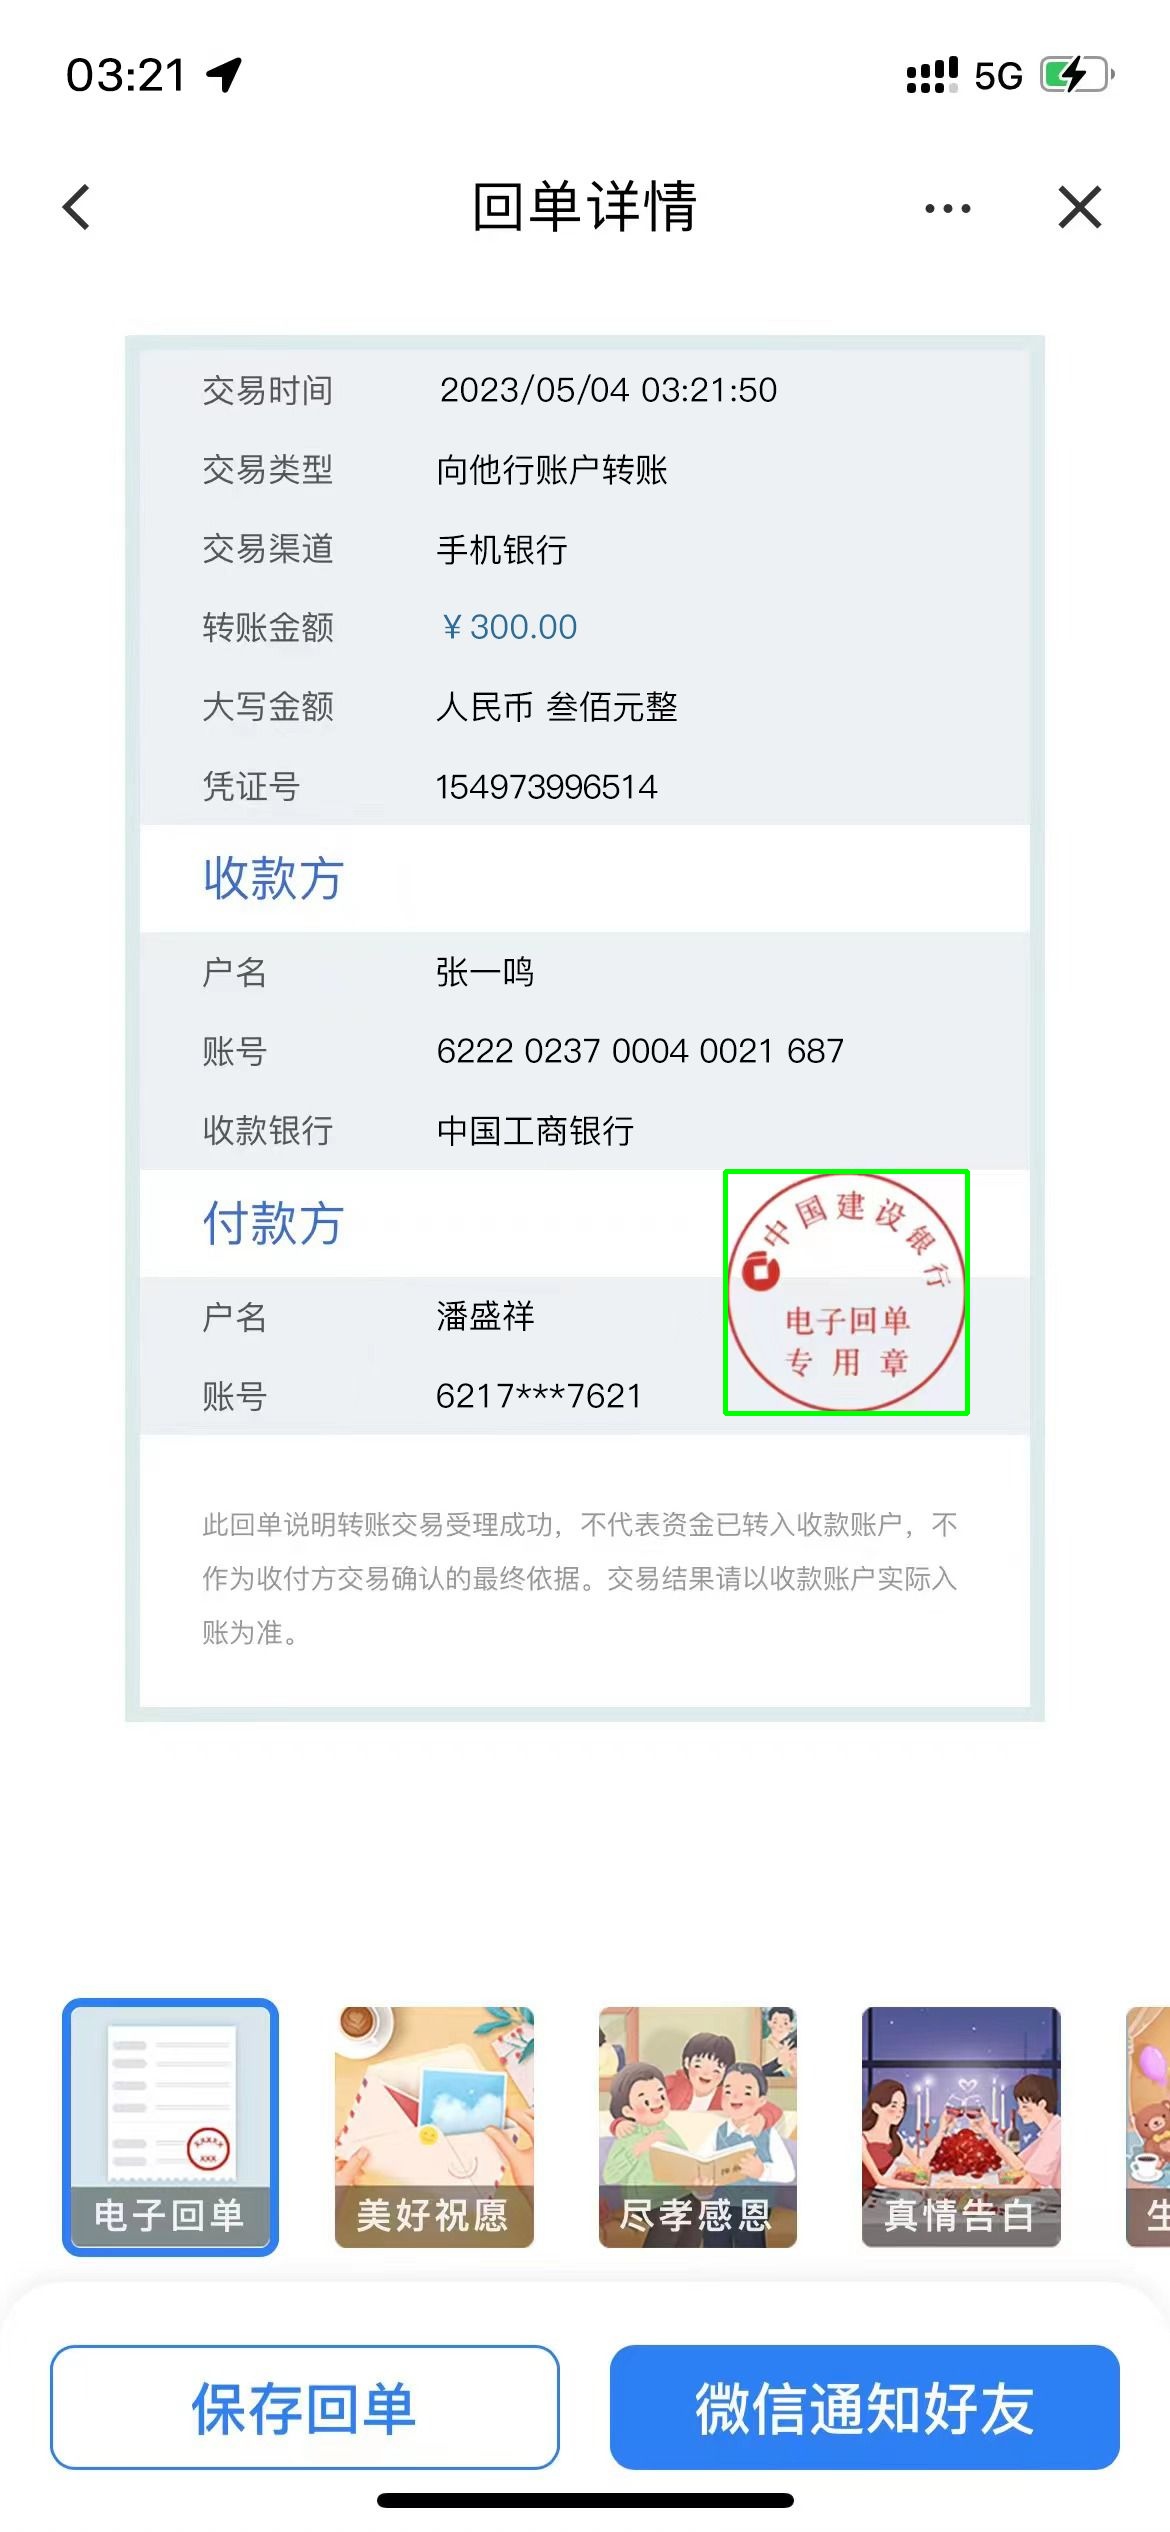 03:21
5G
回单详情
交易时间 2023/05/04 03:21:50
交易类型 向他行账户转账
交易渠道 手机银行
转账金额 ¥300.00
大写金额 人民币 叁佰元整
凭证号 154973996514
收款方
户名 张一鸣
账号 6222 0237 0004 0021 687
收款银行 中国工商银行
付款方
中国建设银行
电子回单
专用章
户名 潘盛祥
账号 6217***7621
此回单说明转账交易受理成功，不代表资金已转入收款账户，不
作为收付方交易确认的最终依据。交易结果请以收款账户实际入
账为准。
电子回单 美好祝愿 尽孝感恩 真情告白 生
保存回单 微信通知好友